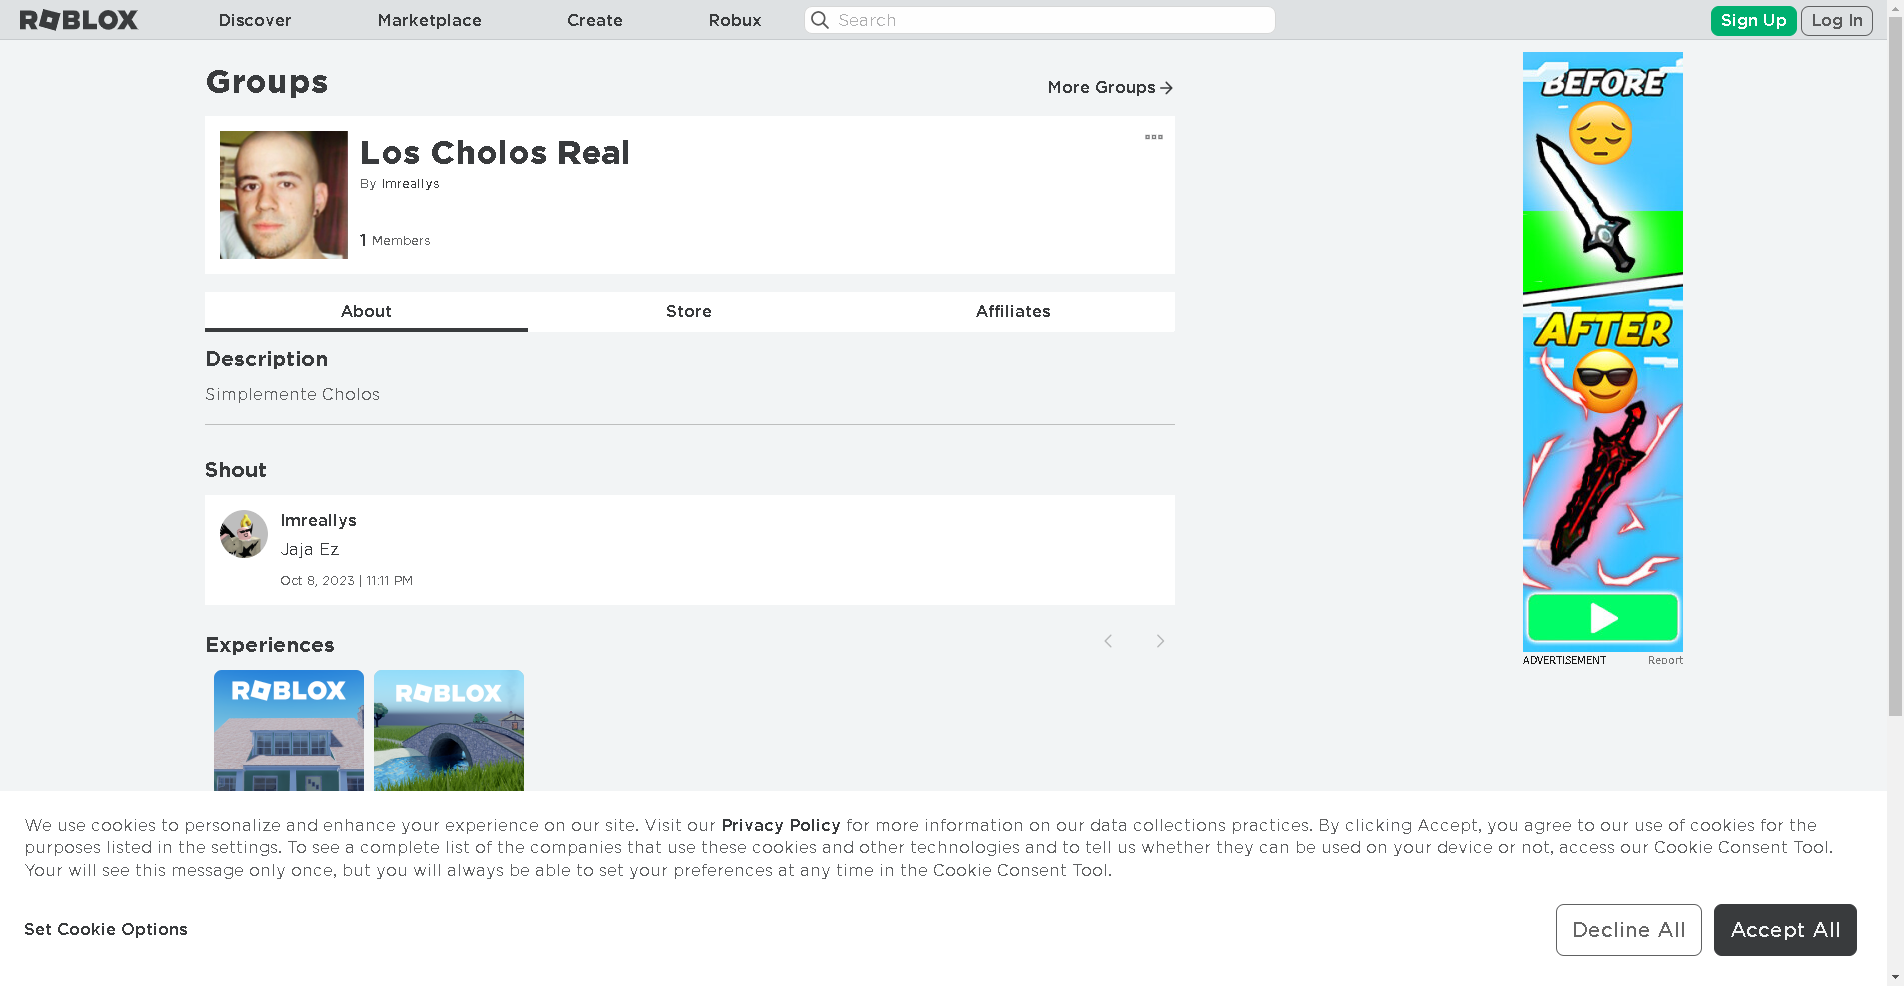 ROBLOX
Discover
Marketplace
Create
Robux
Search
Sign Up
Log In
Groups
More Groups
Los Cholos Real
By Imreallys
1 Members
About
Store
Affiliates
Description
Simplemente Cholos
Shout
Imreallys
Jaja Ez
Oct 8, 2023 | 11:11 PM
Experiences
ROBLOX
ROBLOX
BEFORE
AFTER
ADVERTISEMENT
Report
We use cookies to personalize and enhance your experience on our site. Visit our Privacy Policy for more information on our data collections practices. By clicking Accept, you agree to our use of cookies for the
purposes listed in the settings. To see a complete list of the companies that use these cookies and other technologies and to tell us whether they can be used on your device or not, access our Cookie Consent Tool.
Your will see this message only once, but you will always be able to set your preferences at any time in the Cookie Consent Tool.
Set Cookie Options
Decline All
Accept All